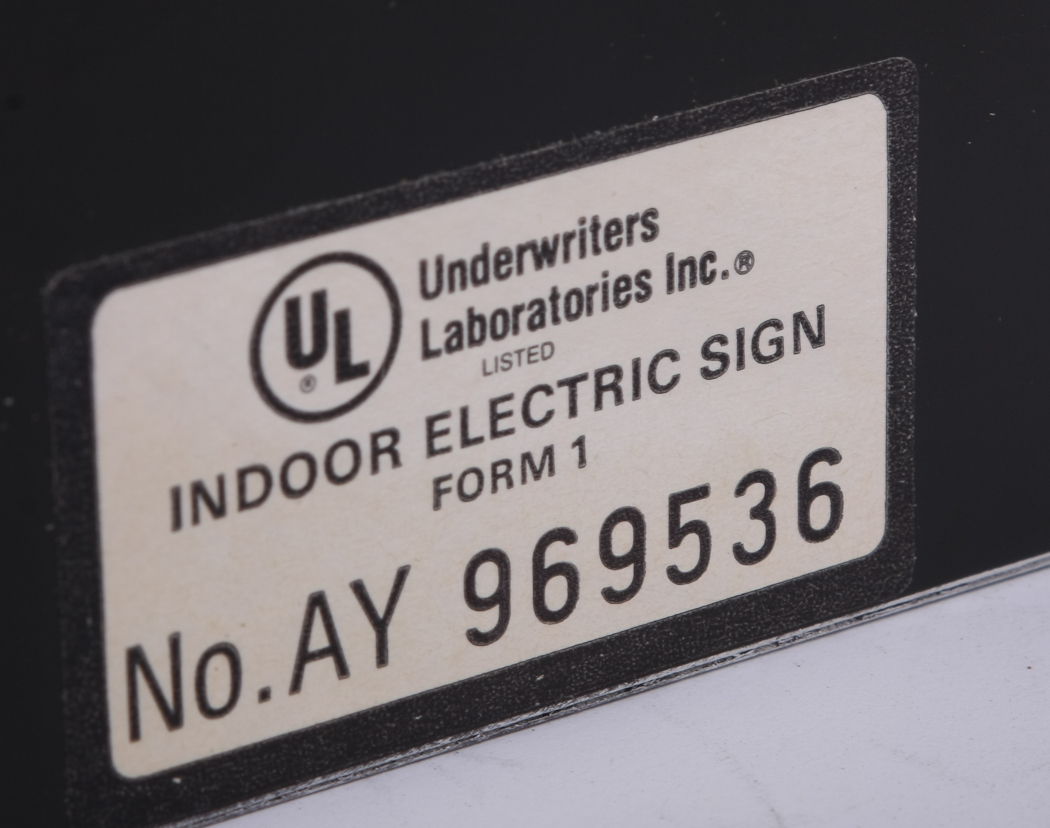 UL®
Underwriters
Laboratories Inc.®
LISTED
INDOOR ELECTRIC SIGN
FORM 1
No. AY 969536